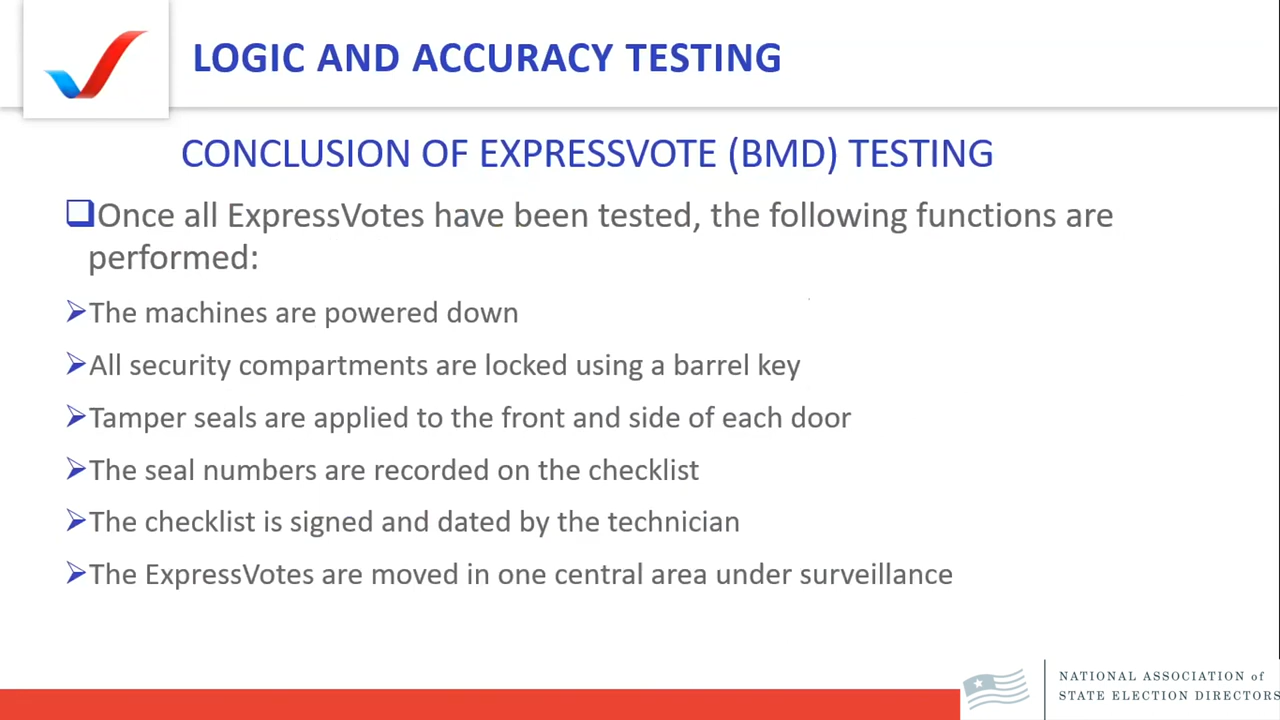 LOGIC AND ACCURACY TESTING
CONCLUSION OF EXPRESSVOTE (BMD) TESTING
Once all ExpressVotes have been tested, the following functions are
performed:
The machines are powered down
All security compartments are locked using a barrel key
Tamper seals are applied to the front and side of each door
The seal numbers are recorded on the checklist
The checklist is signed and dated by the technician
The ExpressVotes are moved in one central area under surveillance
NATIONAL ASSOCIATION of
STATE ELECTION DIRECTORS